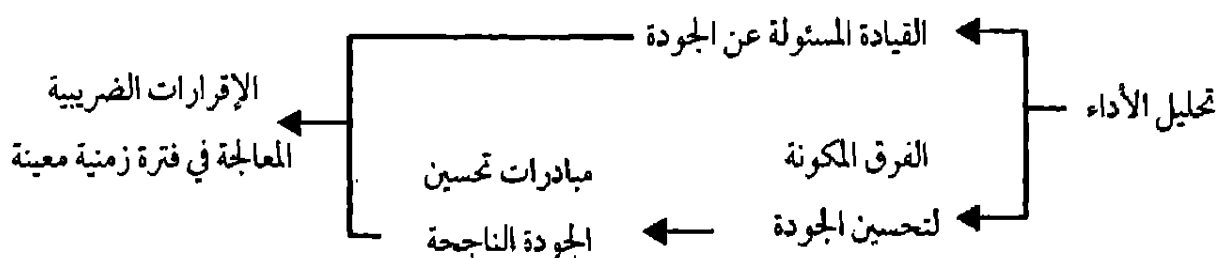 القيادة المسئولة عن الجودة
تحليل الأداء
الفرق المكونة
لتحسين الجودة
مبادرات تحسين
الجودة الناجحة
الإقرارات الضريبية
المعالجة في فترة زمنية معينة